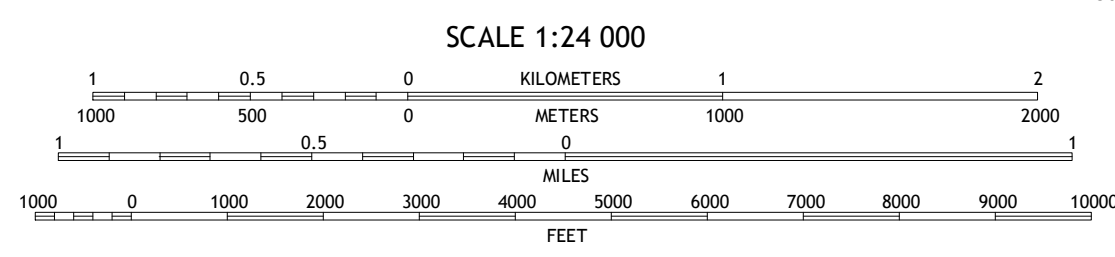 SCALE 1:24 000
1 0.5 0 KILOMETERS 1 2
1000 500 0 METERS 1000 2000
1 0.5 0 1
MILES
1000 0 1000 2000 3000 4000 5000 6000 7000 8000 9000 10000
FEET